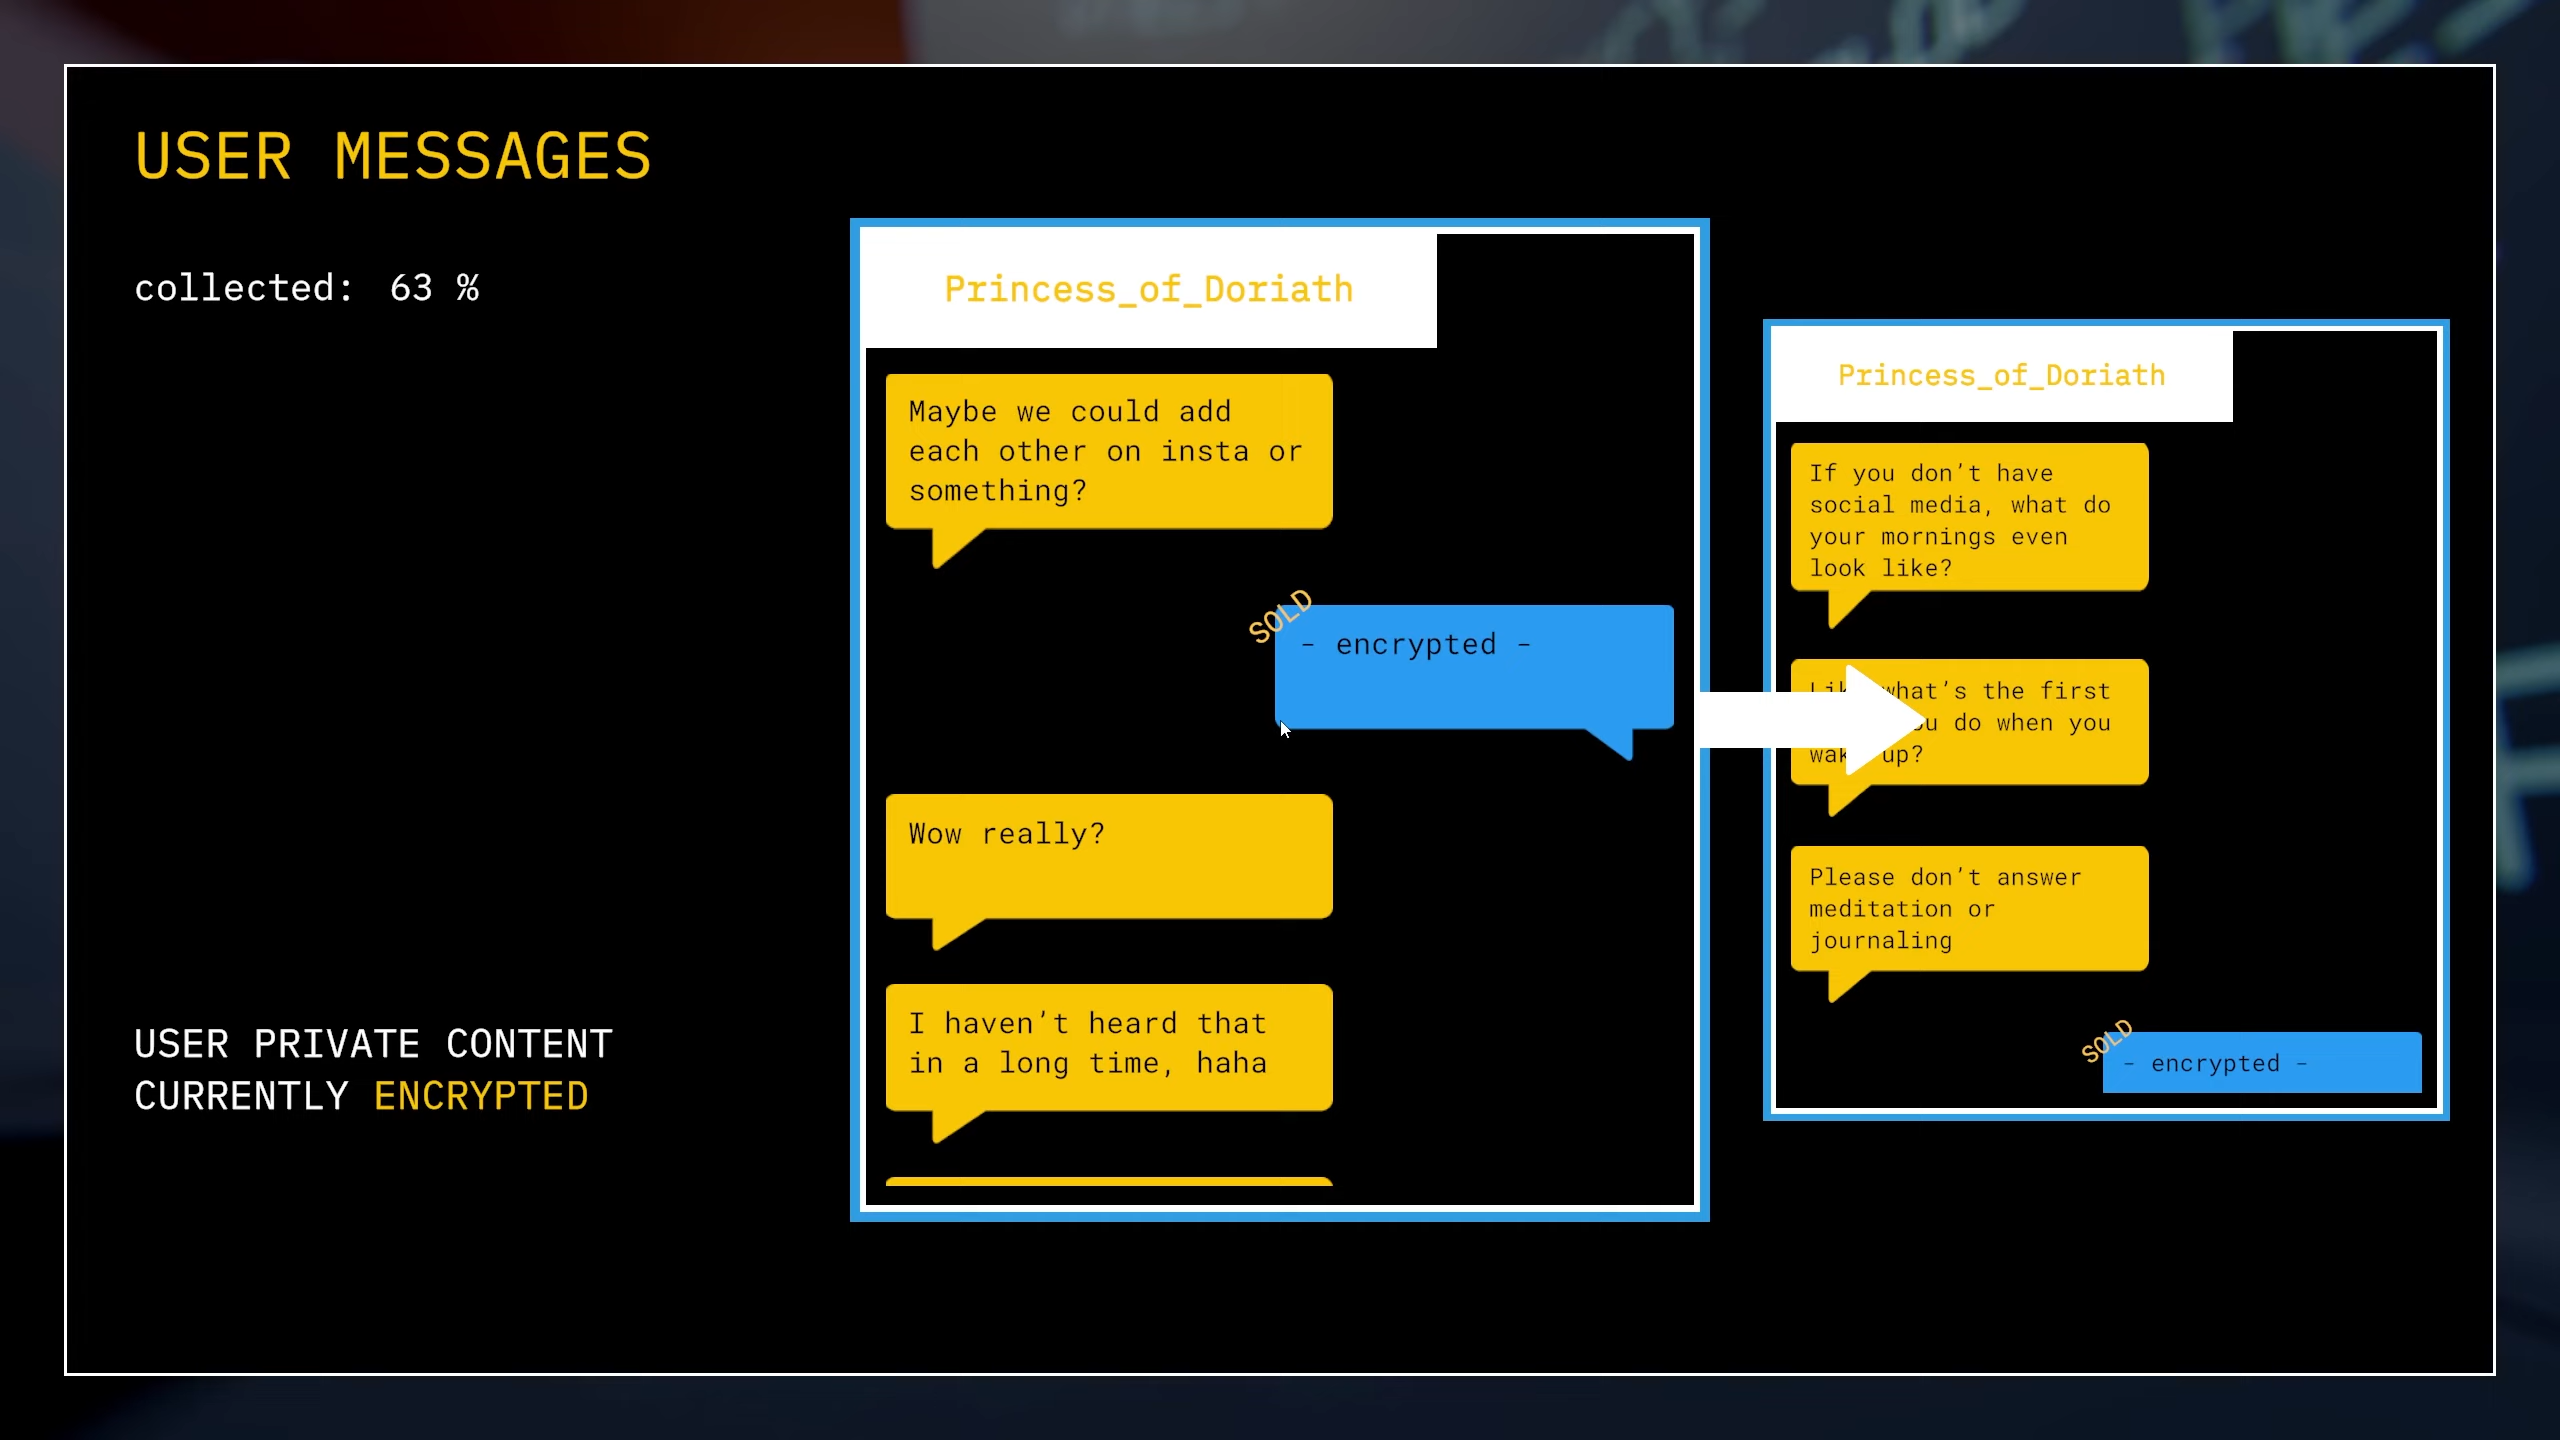 USER MESSAGES
collected: 63 %
USER PRIVATE CONTENT
CURRENTLY ENCRYPTED
Princess_of_Doriath
Maybe we could add
each other on insta or
something?
SOLD
- encrypted -
Wow really?
I haven't heard that
in a long time, haha
Princess_of_Doriath
If you don't have
social media, what do
your mornings even
look like?
what's the first
do when you
up?
Please don't answer
meditation or
journaling
SOLD
- encrypted -